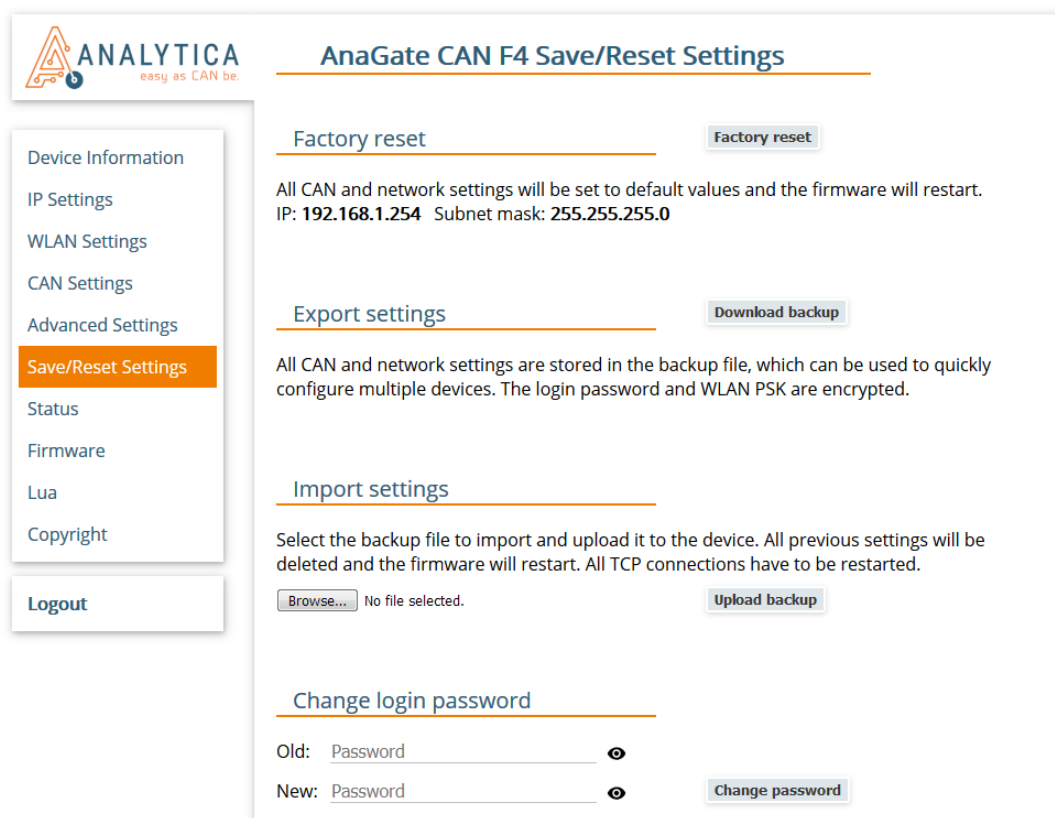 ANALYTICA
easy as CAN be.
AnaGate CAN F4 Save/Reset Settings
Device Information
IP Settings
WLAN Settings
CAN Settings
Advanced Settings
Save/Reset Settings
Status
Firmware
Lua
Copyright
Logout
Factory reset
Factory reset
All CAN and network settings will be set to default values and the firmware will restart.
IP: 192.168.1.254 Subnet mask: 255.255.255.0
Export settings
Download backup
All CAN and network settings are stored in the backup file, which can be used to quickly
configure multiple devices. The login password and WLAN PSK are encrypted.
Import settings
Select the backup file to import and upload it to the device. All previous settings will be
deleted and the firmware will restart. All TCP connections have to be restarted.
Browse... No file selected.
Upload backup
Change login password
Old: Password
New: Password
Change password